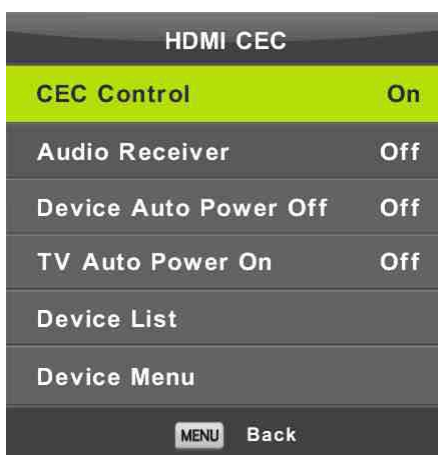 HDMI CEC
CEC Control On
Audio Receiver Off
Device Auto Power Off Off
TV Auto Power On Off
Device List
Device Menu
MENU Back